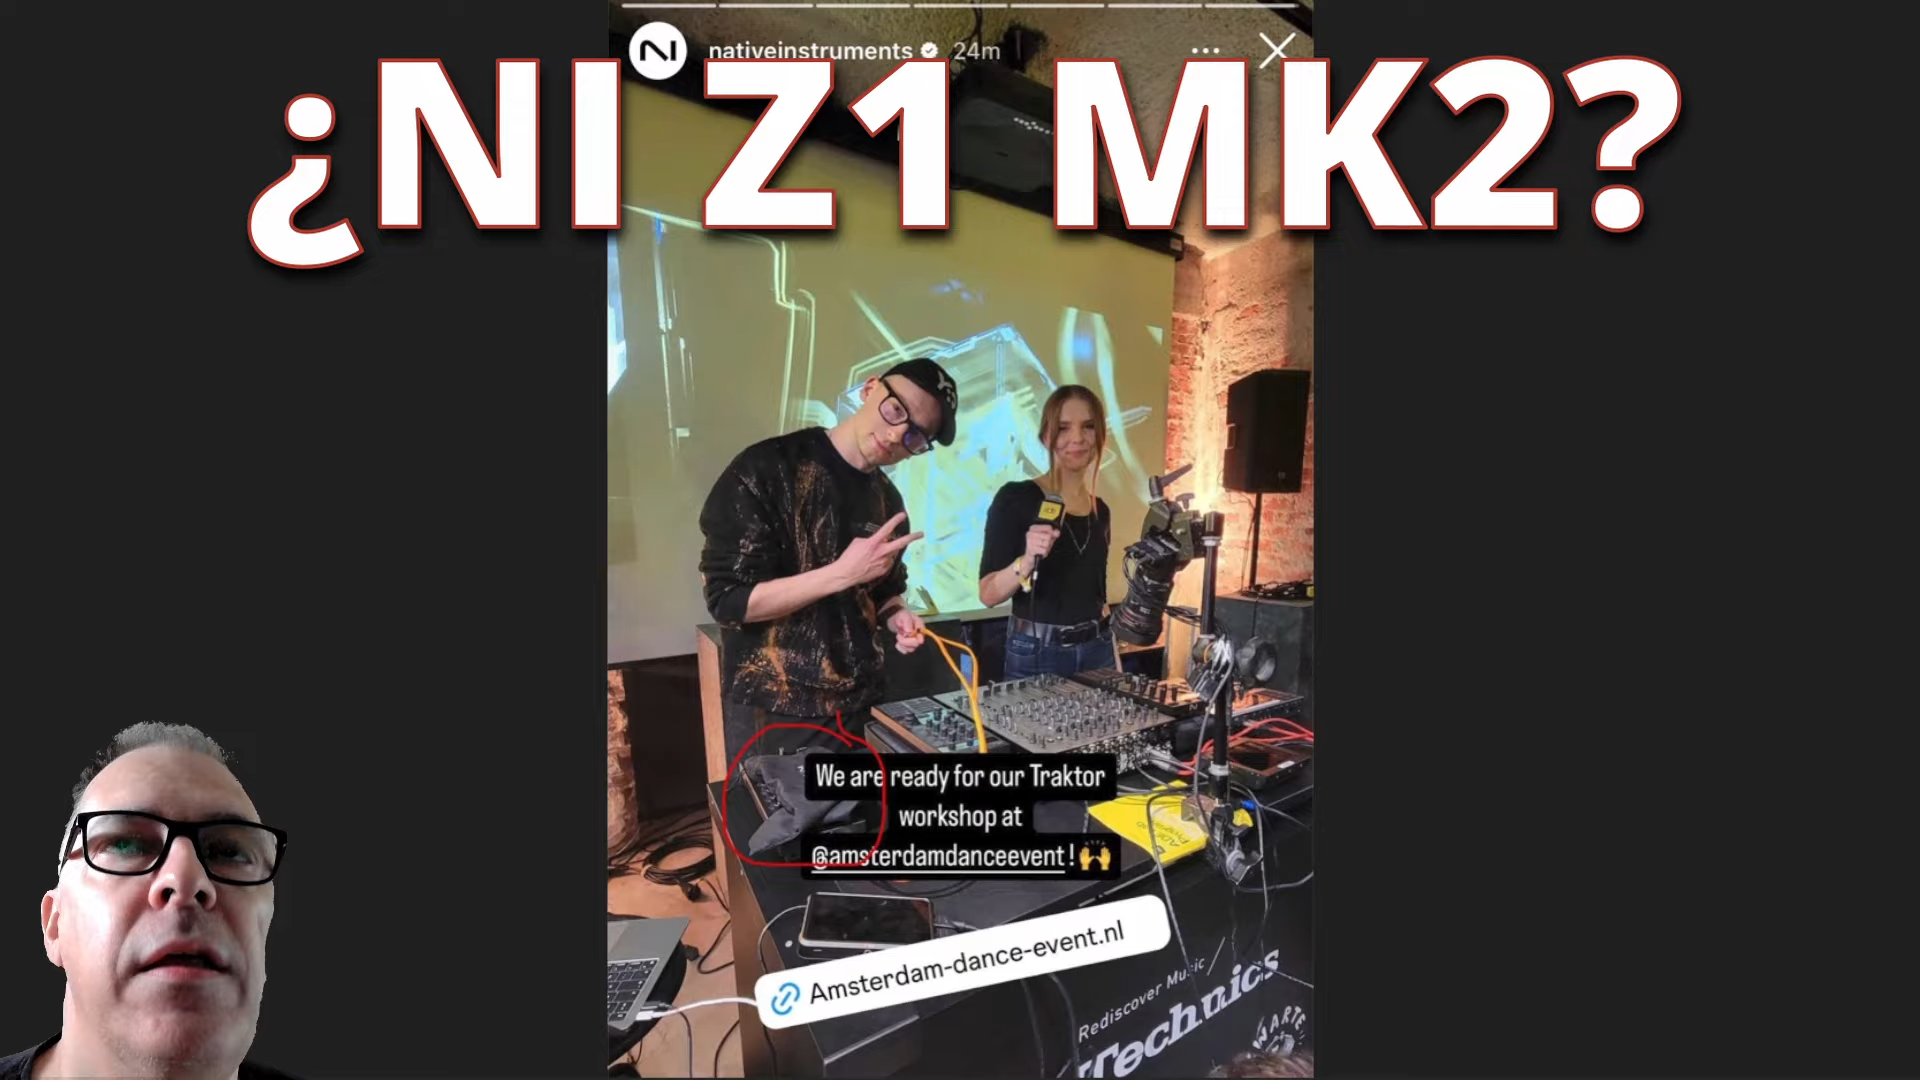 nativeinstruments 24m
¿NI Z1 MK2?
We are ready for our Traktor
workshop at
@amsterdamdanceevent! 🙌
Amsterdam-dance-event.nl
Rediscover Music
Technics